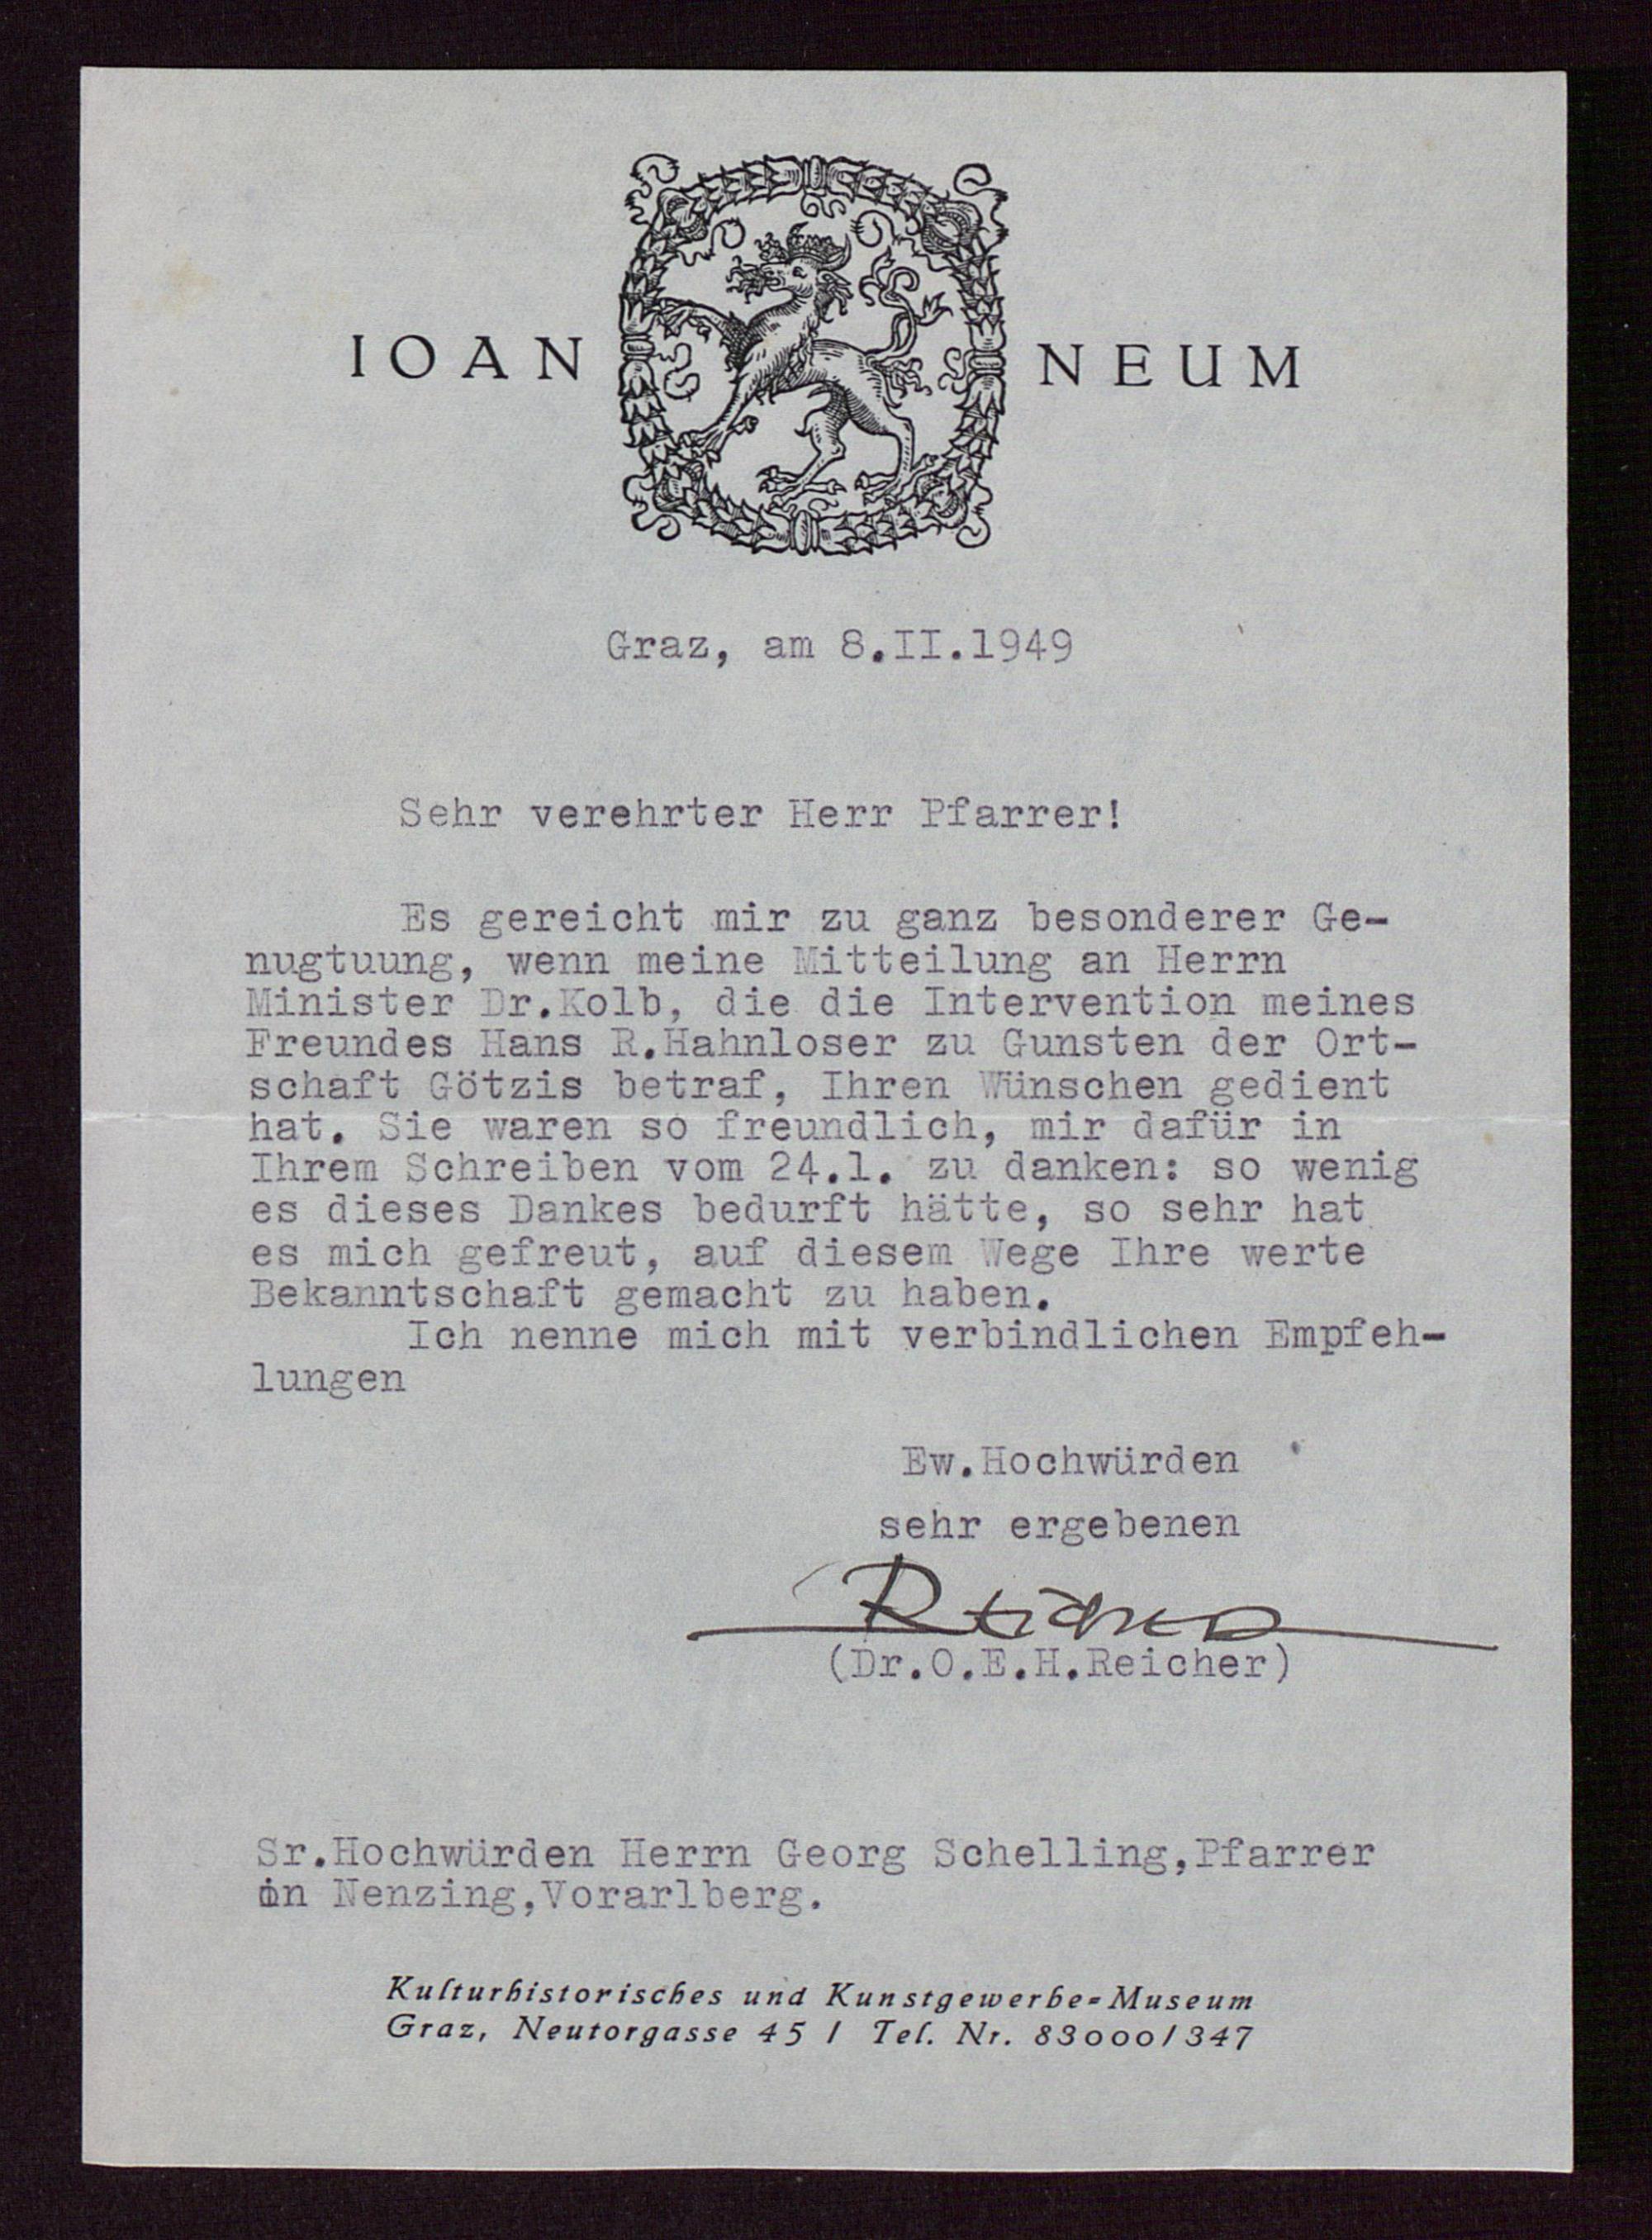 IOAN NEUM
Graz, am 8.II.1949
Sehr verehrter Herr Pfarrer!
Es gereicht mir zu ganz besonderer Ge-
nugtuung, wenn meine Mitteilung an Herrn
Minister Dr.Kolb, die die Intervention meines
Freundes Hans R.Hahnloser zu Gunsten der Ort-
schaft Götzis betraf, Ihren Wünschen gedient
hat. Sie waren so freundlich, mir dafür in
Ihrem Schreiben vom 24.1. zu danken: so wenig
es dieses Dankes bedurft hätte, so sehr hat
es mich gefreut, auf diesem Wege Ihre werte
Bekanntschaft gemacht zu haben.
Ich nenne mich mit verbindlichen Empfeh-
lungen
Ew.Hochwürden
sehr ergebenen
Reicher
(Dr.O.E.H.Reicher)
Sr.Hochwürden Herrn Georg Schelling,Pfarrer
in Nenzing,Vorarlberg.
Kulturhistorisches und Kunstgewerbe=Museum
Graz, Neutorgasse 45 / Tel. Nr. 83000/347